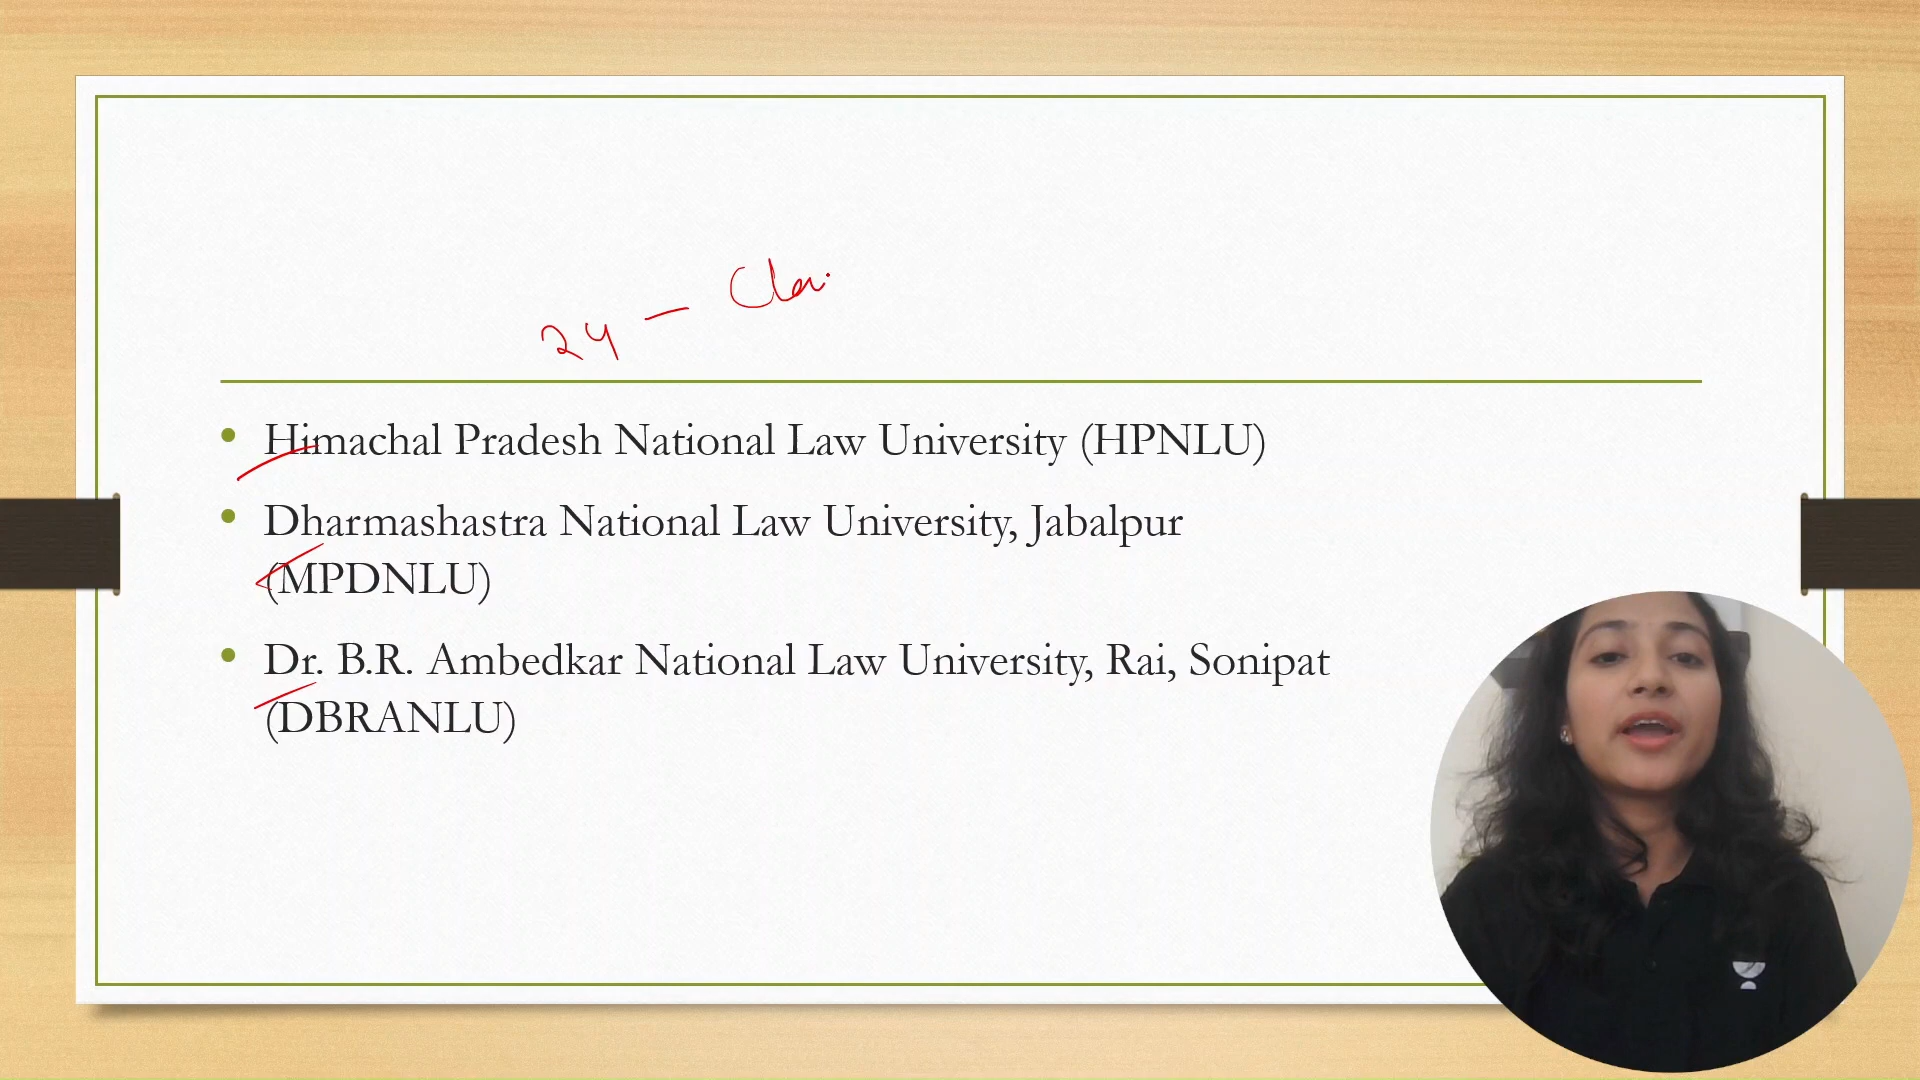 24 - Cla
• Himachal Pradesh National Law University (HPNLU)
• Dharmashastra National Law University, Jabalpur
(MPDNLU)
• Dr. B.R. Ambedkar National Law University, Rai, Sonipat
(DBRANLU)